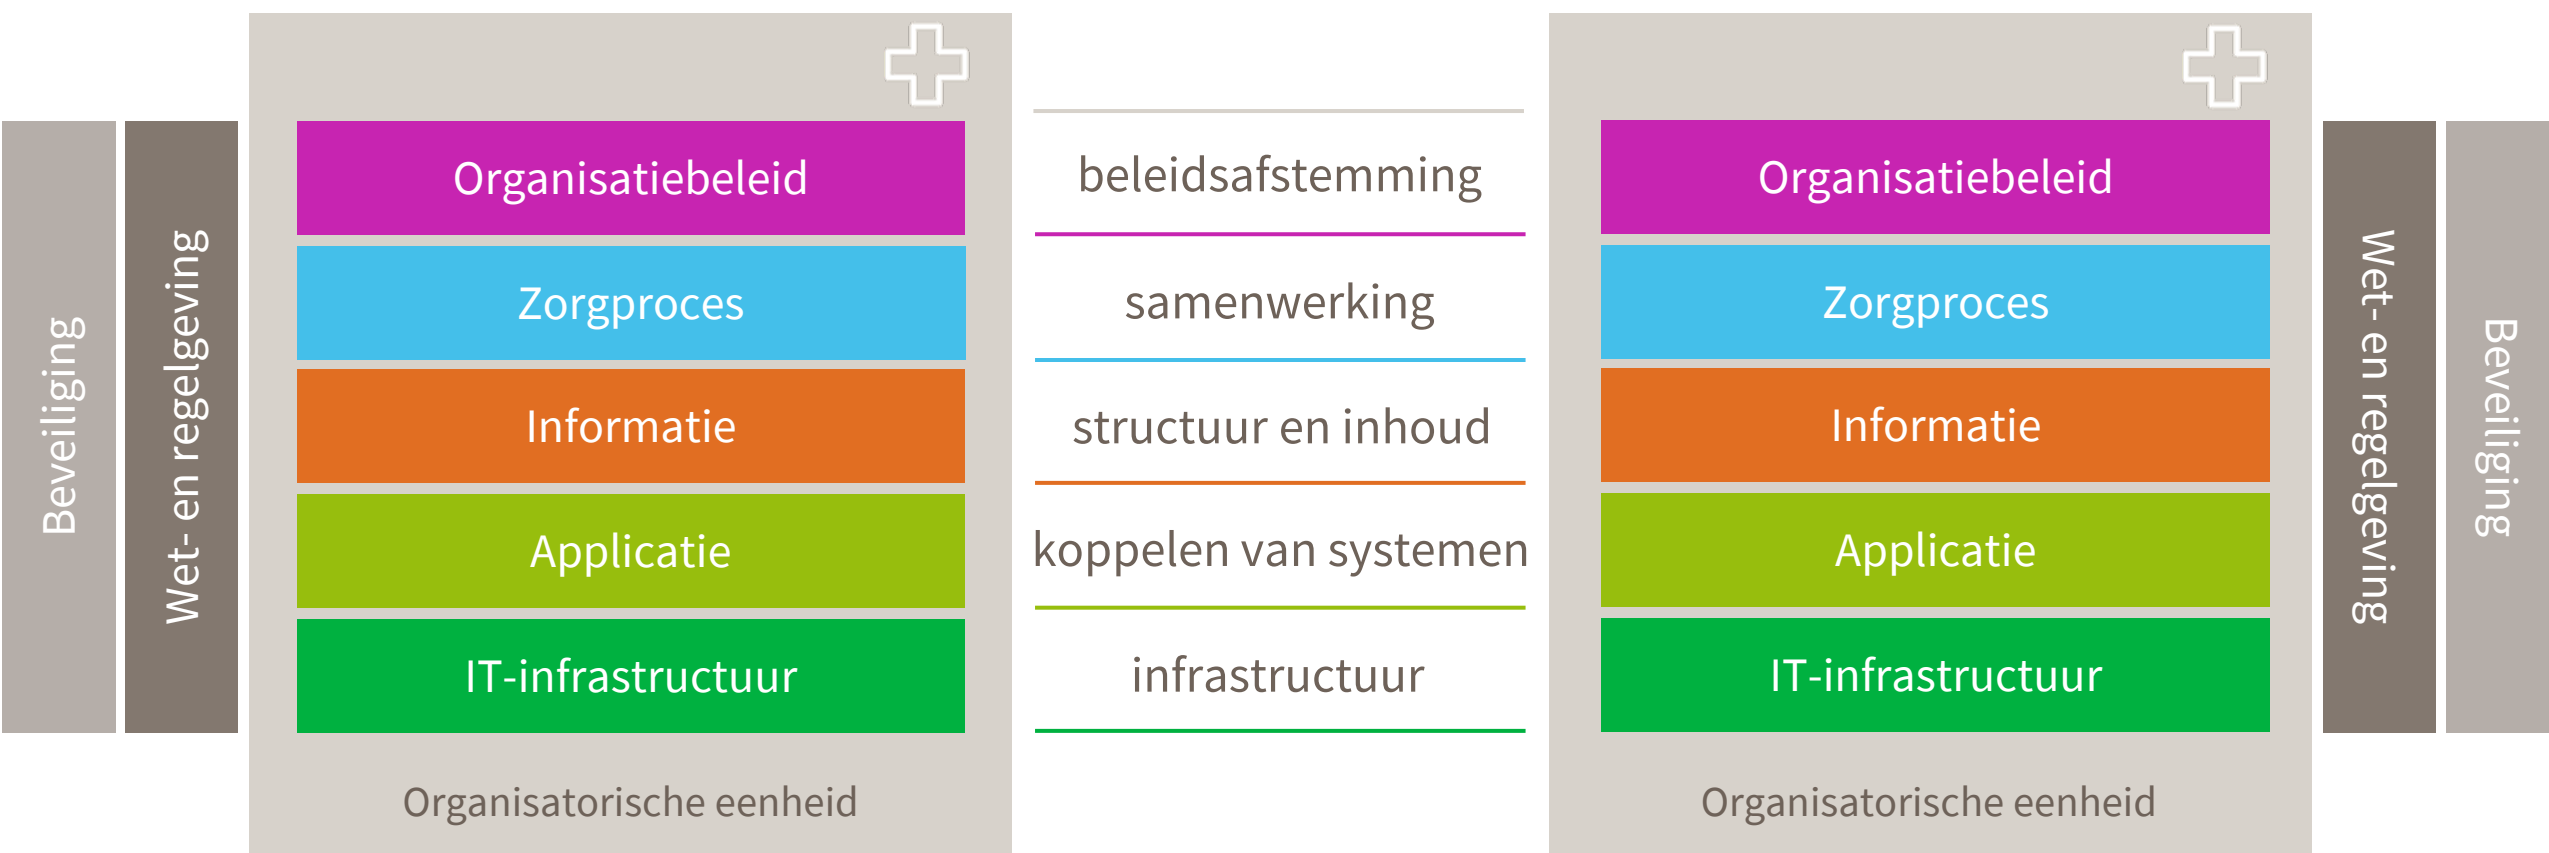 Beveiliging
Wet- en regelgeving
Organisatiebeleid
Zorgproces
Informatie
Applicatie
IT-infrastructuur
Organisatorische eenheid
beleidsafstemming
samenwerking
structuur en inhoud
koppelen van systemen
infrastructuur
Organisatiebeleid
Zorgproces
Informatie
Applicatie
IT-infrastructuur
Organisatorische eenheid
Wet- en regelgeving
Beveiliging